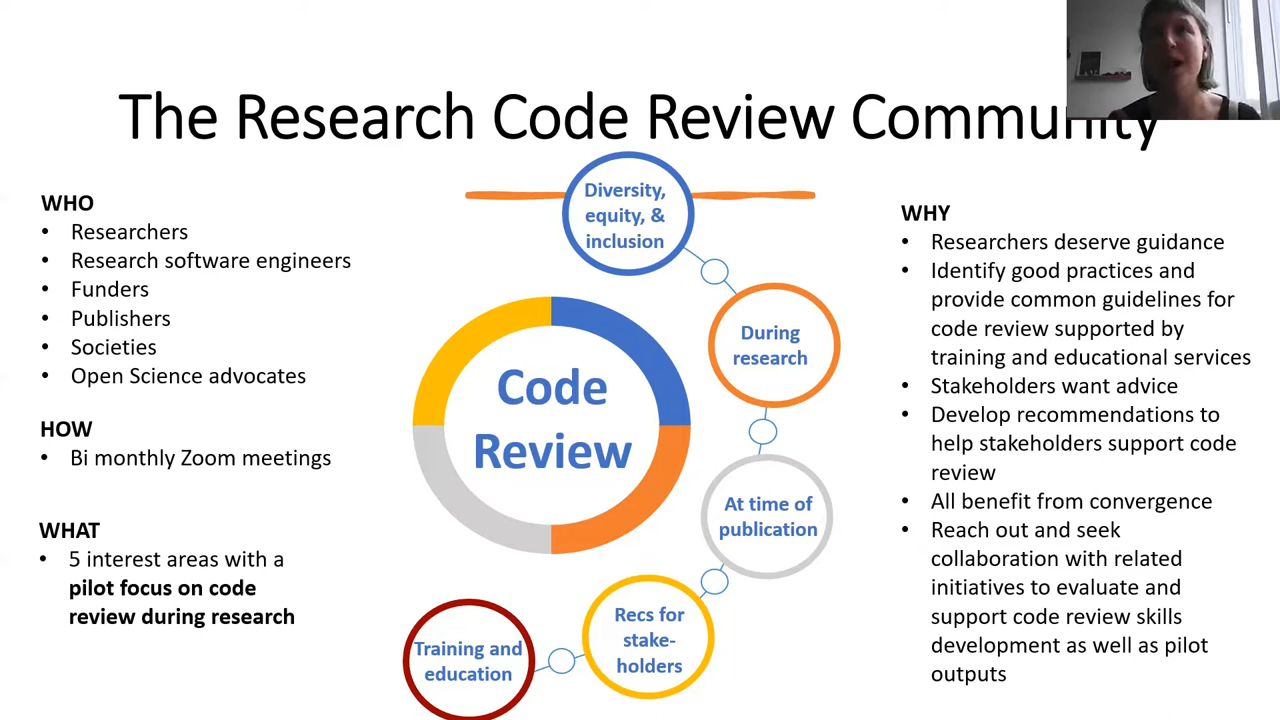 The Research Code Review Community
WHO
• Researchers
• Research software engineers
• Funders
• Publishers
• Societies
• Open Science advocates
HOW
• Bi monthly Zoom meetings
WHAT
• 5 interest areas with a
pilot focus on code
review during research
Diversity,
equity, &
inclusion
During
research
At time of
publication
Recs for
stake-
holders
Training and
education
Code
Review
WHY
• Researchers deserve guidance
• Identify good practices and
provide common guidelines for
code review supported by
training and educational services
• Stakeholders want advice
• Develop recommendations to
help stakeholders support code
review
• All benefit from convergence
• Reach out and seek
collaboration with related
initiatives to evaluate and
support code review skills
development as well as pilot
outputs